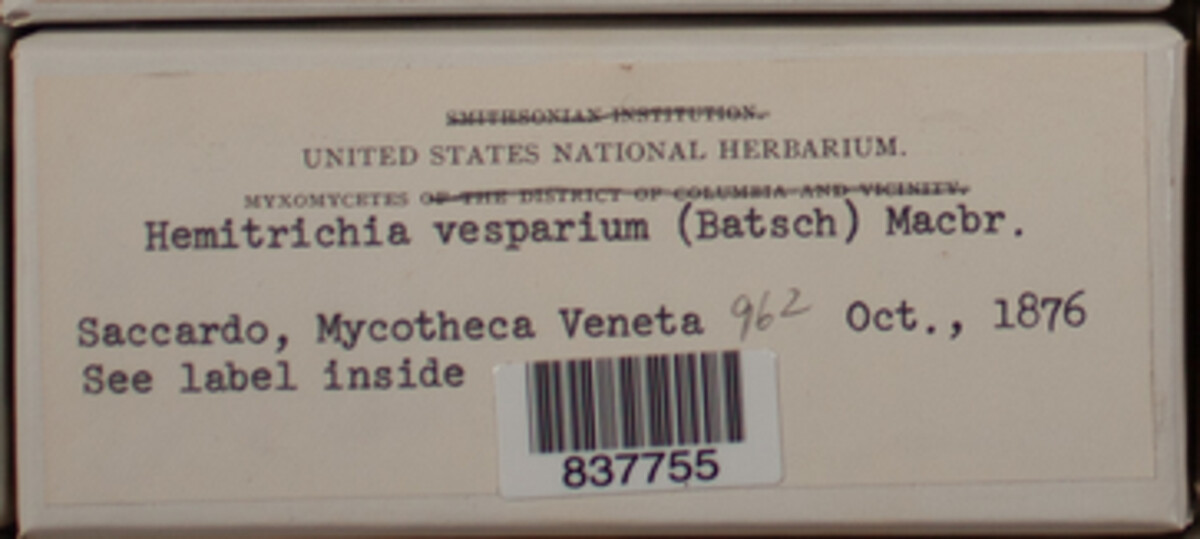 SMITHSONIAN INSTITUTION.
UNITED STATES NATIONAL HERBARIUM.
MYXOMYCETES OF THE DISTRICT OF COLUMBIA AND VICINITY.
Hemitrichia vesparium (Batsch) Macbr.
Saccardo, Mycotheca Veneta 962 Oct., 1876
See label inside
837755